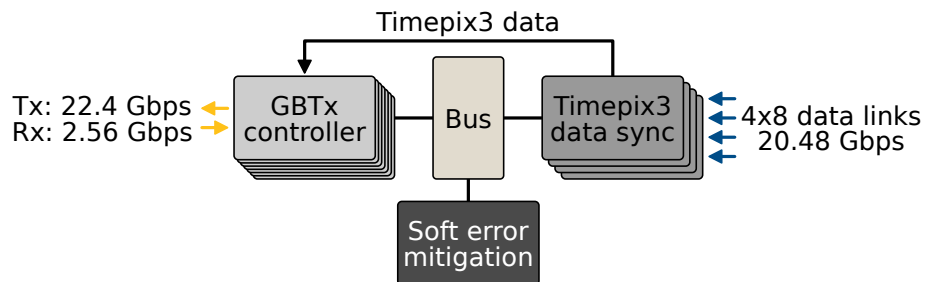 Timepix3 data
Tx: 22.4 Gbps
Rx: 2.56 Gbps
GBTx
controller
Bus
Timepix3
data sync
4x8 data links
20.48 Gbps
Soft error
mitigation